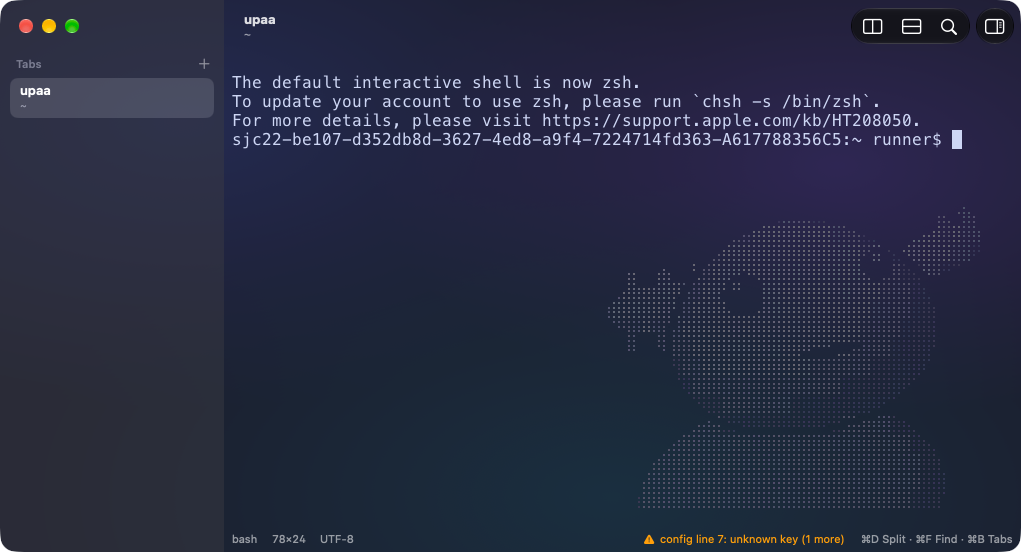 upaa
~
Tabs
+
upaa
~
The default interactive shell is now zsh.
To update your account to use zsh, please run `chsh -s /bin/zsh`.
For more details, please visit https://support.apple.com/kb/HT208050.
sjc22-be107-d352db8d-3627-4ed8-a9f4-7224714fd363-A617788356C5:~ runner$
bash 78×24 UTF-8 config line 7: unknown key (1 more) ⌘D Split · ⌘F Find · ⌘B Tabs